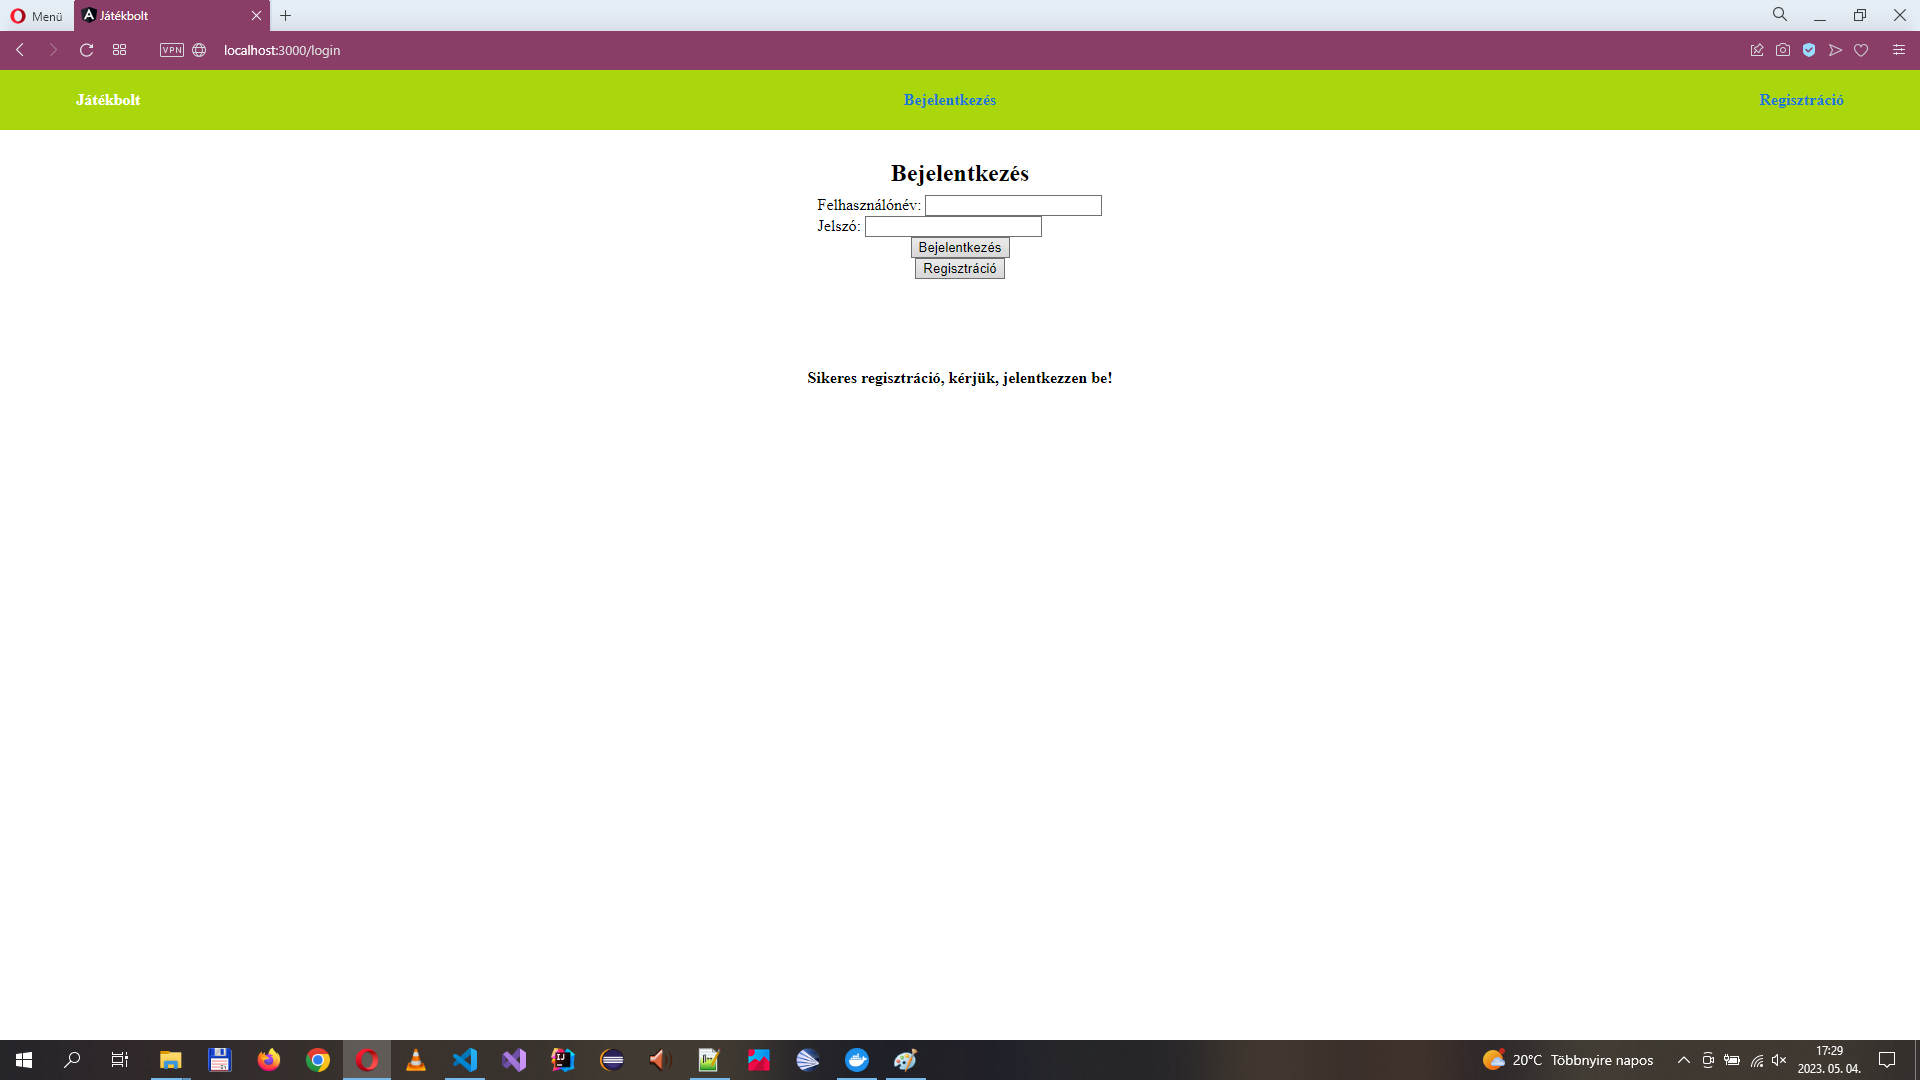 Menü
Játékbolt
VPN
localhost:3000/login
Játékbolt
Bejelentkezés
Regisztráció
Bejelentkezés
Felhasználónév:
Jelszó:
Bejelentkezés
Regisztráció
Sikeres regisztráció, kérjük, jelentkezzen be!
20°C Többnyire napos
17:29
2023. 05. 04.